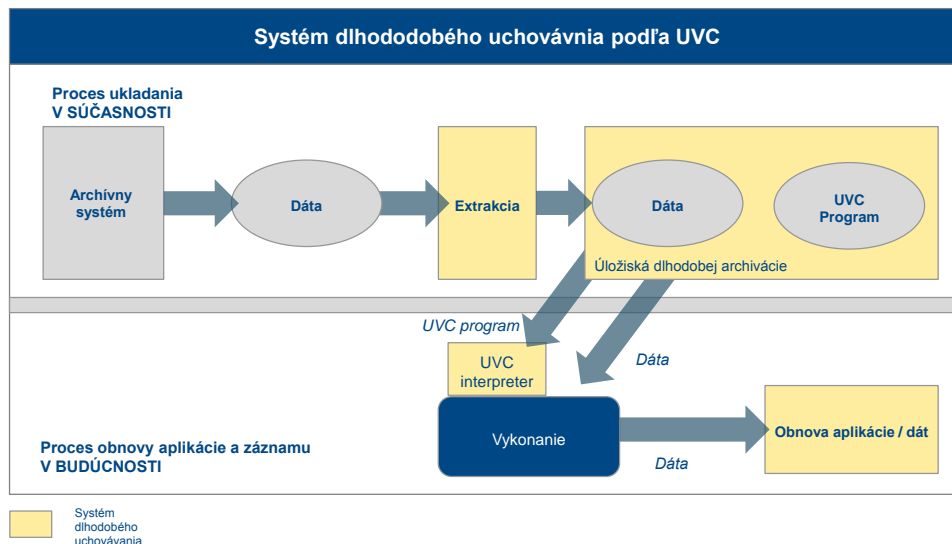 Systém dlhododobého uchovávnia podľa UVC
Proces ukladania
V SÚČASNOSTI
Archívny
systém
Dáta
Extrakcia
Dáta
UVC
Program
Úložiská dlhodobej archivácie
UVC program
UVC
interpreter
Dáta
Vykonanie
Obnova aplikácie / dát
Dáta
Proces obnovy aplikácie a záznamu
V BUDÚCNOSTI
Systém
dlhodobého
uchovávania